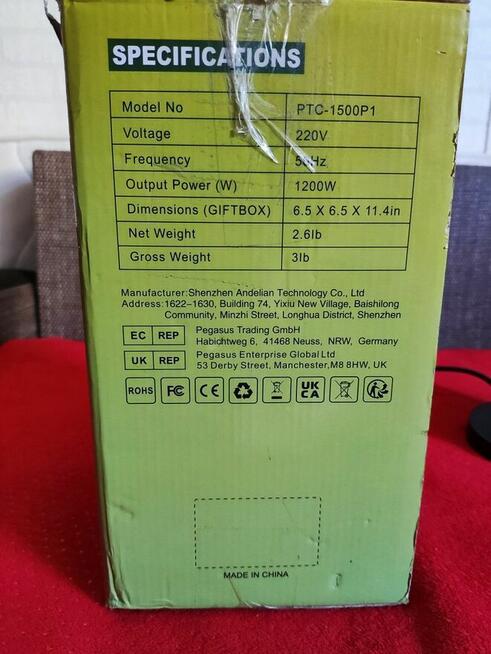 SPECIFICATIONS
Model No PTC-1500P1
Voltage 220V
Frequency 50Hz
Output Power (W) 1200W
Dimensions (GIFTBOX) 6.5 X 6.5 X 11.4in
Net Weight 2.6lb
Gross Weight 3lb
Manufacturer:Shenzhen Andelian Technology Co., Ltd
Address:1622–1630, Building 74, Yixiu New Village, Baishilong
Community, Minzhi Street, Longhua District, Shenzhen
EC REP Pegasus Trading GmbH
Habichtweg 6, 41468 Neuss, NRW, Germany
UK REP Pegasus Enterprise Global Ltd
53 Derby Street, Manchester,M8 8HW, UK
ROHS FC CE UK CA
MADE IN CHINA